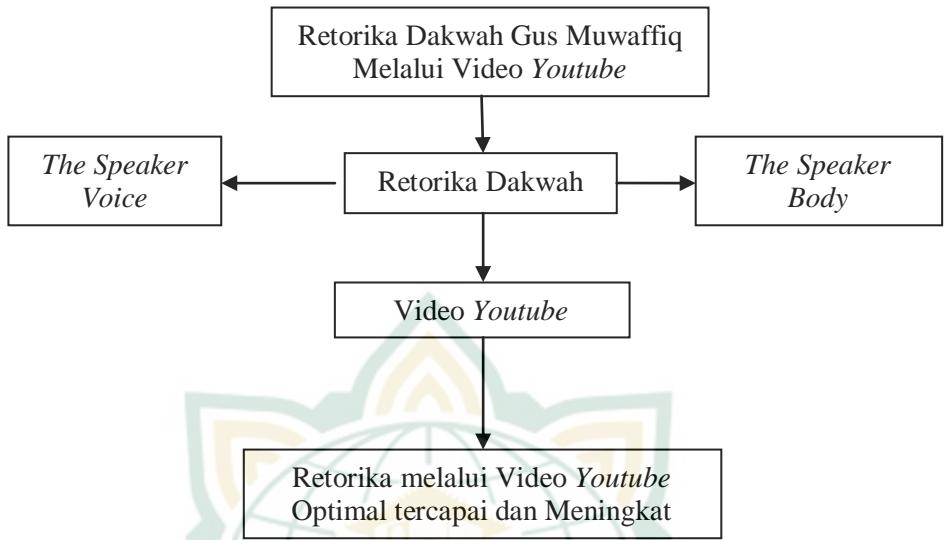 Retorika Dakwah Gus Muwaffiq
Melalui Video Youtube
The Speaker
Voice
Retorika Dakwah
The Speaker
Body
Video Youtube
Retorika melalui Video Youtube
Optimal tercapai dan Meningkat